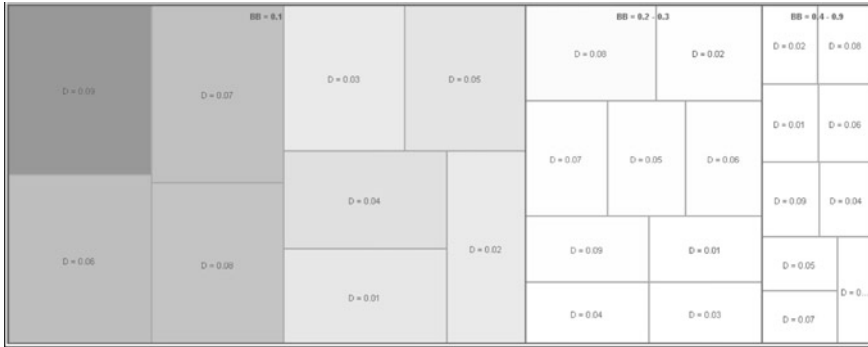 BB = 0.1
D = 0.09
D = 0.07
D = 0.06
D = 0.08
D = 0.03
D = 0.05
D = 0.04
D = 0.02
D = 0.01
BB = 0.2 - 0.3
D = 0.08
D = 0.02
D = 0.07
D = 0.05
D = 0.06
D = 0.09
D = 0.01
D = 0.04
D = 0.03
BB = 0.4 - 0.9
D = 0.02
D = 0.08
D = 0.01
D = 0.06
D = 0.09
D = 0.04
D = 0.05
D = 0...
D = 0.07